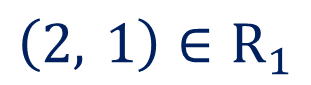 (2, 1) ∈ R₁